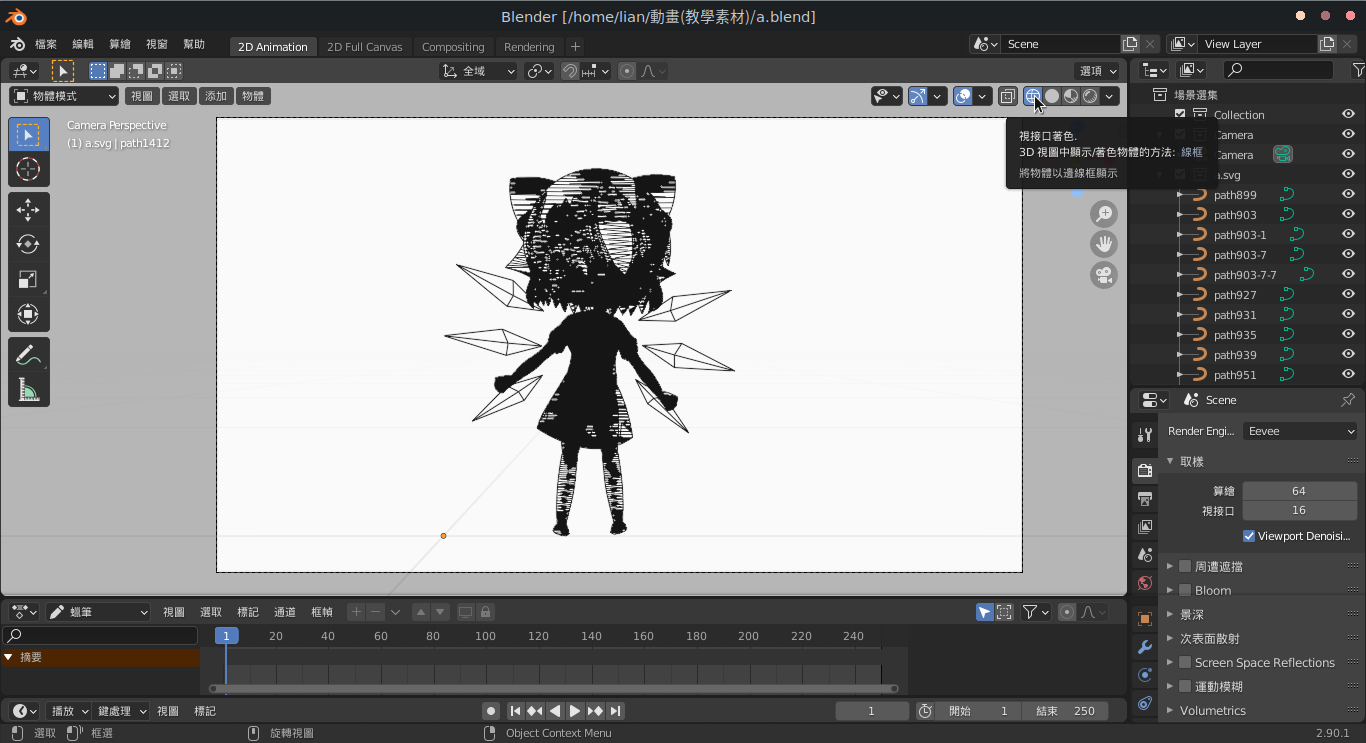 Blender [/home/lian/動畫(教學素材)/a.blend]
檔案 編輯 算繪 視窗 幫助 2D Animation 2D Full Canvas Compositing Rendering + Scene View Layer
全域 選項
物體模式 視圖 選取 添加 物體
Camera Perspective
(1) a.svg | path1412
視接口著色.
3D 視圖中顯示/著色物體的方法: 線框
將物體以邊線框顯示
場景選集
Collection
Camera
Camera
a.svg
path899
path903
path903-1
path903-7
path903-7-7
path927
path931
path935
path939
path951
Scene
Render Engi... Eevee
取樣
算繪 64
視接口 16
Viewport Denoisi...
周遭遮擋
Bloom
景深
次表面散射
Screen Space Reflections
運動模糊
Volumetrics
蠟筆 視圖 選取 標記 通道 框幀
1 20 40 60 80 100 120 140 160 180 200 220 240
摘要
播放 鍵處理 視圖 標記 1 開始 1 結束 250
選取 框選 旋轉視圖 Object Context Menu 2.90.1